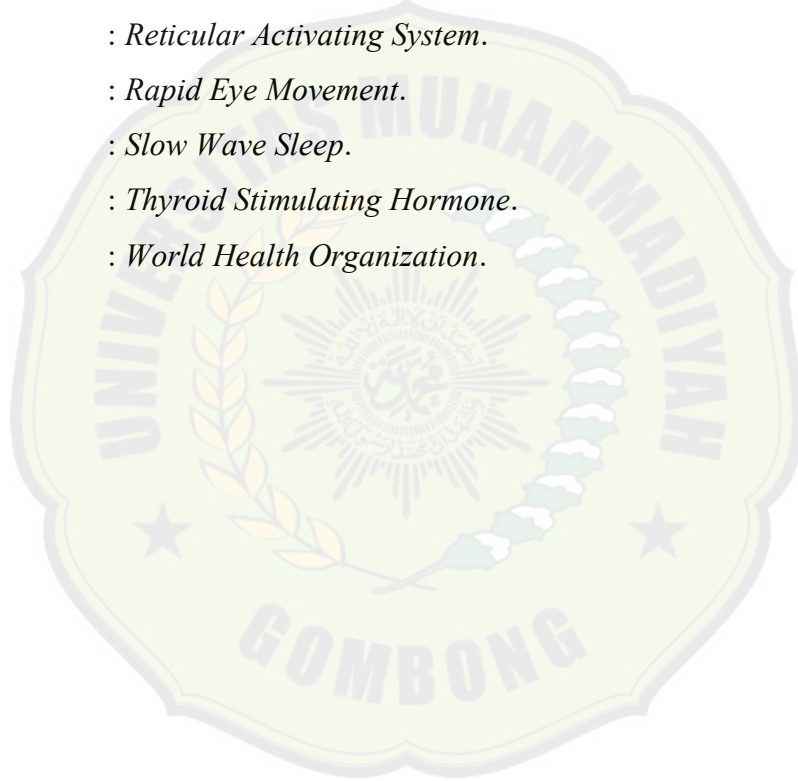 : Reticular Activating System.
: Rapid Eye Movement.
: Slow Wave Sleep.
: Thyroid Stimulating Hormone.
: World Health Organization.
UNIVERSITAS MUHAMMADIYAH
GOMBONG